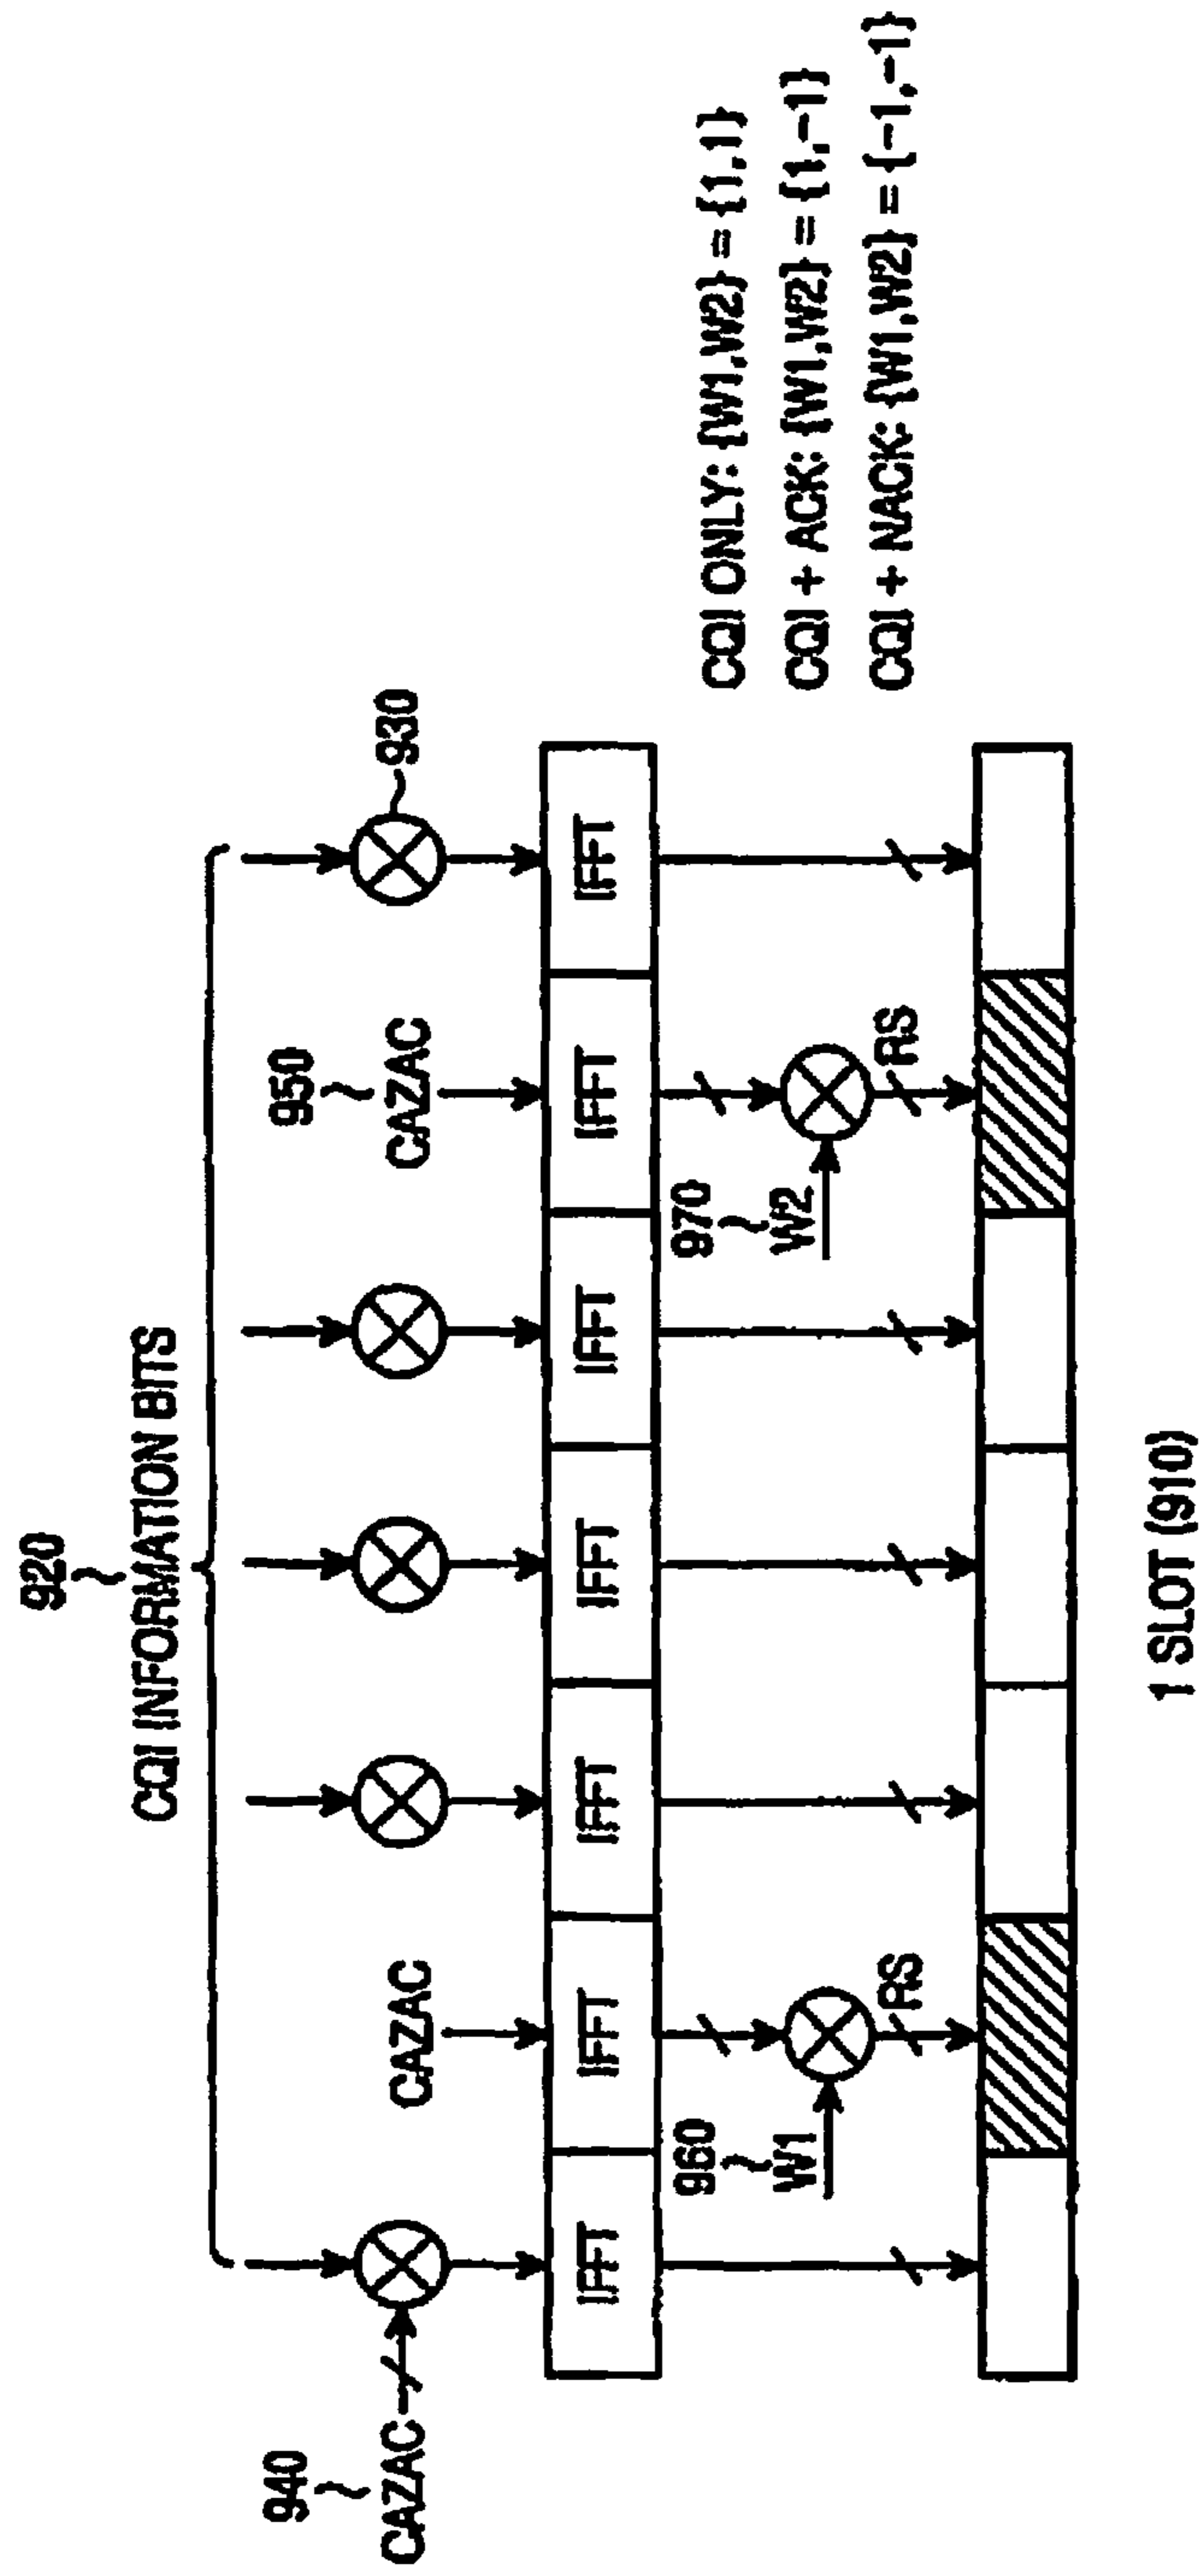 920
CQI INFORMATION BITS
940
CAZAC
CAZAC
950
CAZAC
930
IFFT
IFFT
IFFT
IFFT
IFFT
IFFT
IFFT
960
W1
RS
970
W2
RS
CQI ONLY: {W1,W2} = {1,1}
CQI + ACK: {W1,W2} = {1,-1}
CQI + NACK: {W1,W2} = {-1,-1}
1 SLOT (910)